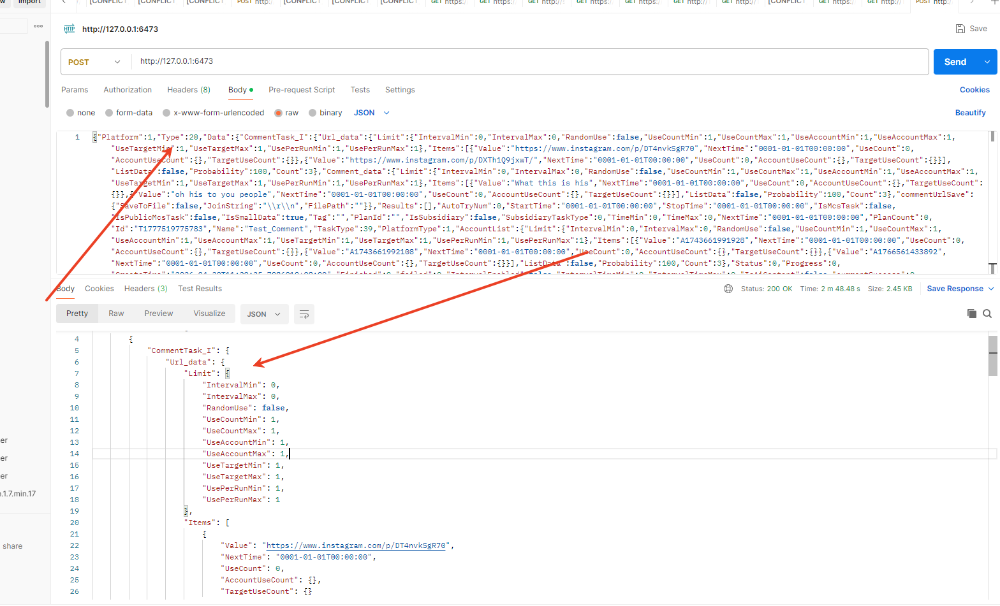 Import
[CONFLICT
[CONFLICT
[CONFLICT
POST http:/
[CONFLICT
[CONFLICT
[CONFLICT
GET https:
GET https:
GET http:/
GET https:
GET https:
GET http:/
GET http:/
[CONFLICT
GET https:
GET http:/
POST http:
HTTP http://127.0.0.1:6473
Save
POST http://127.0.0.1:6473
Send
Params Authorization Headers (8) Body Pre-request Script Tests Settings
Cookies
none form-data x-www-form-urlencoded raw binary JSON
Beautify
1 {"Platform":1,"Type":20,"Data":{"CommentTask_I":{"Url_data":{"Limit":{"IntervalMin":0,"IntervalMax":0,"RandomUse":false,"UseCountMin":1,"UseCountMax":1,"UseAccountMin":1,"UseAccountMax":1,
"UseTargetMin":1,"UseTargetMax":1,"UsePerRunMin":1,"UsePerRunMax":1},"Items":[{"Value":"https://www.instagram.com/p/DT4nvkSgR70","NextTime":"0001-01-01T00:00:00","UseCount":0,
"AccountUseCount":{},"TargetUseCount":{}},{"Value":"https://www.instagram.com/p/DXTh1Q9jxwT/","NextTime":"0001-01-01T00:00:00","UseCount":0,"AccountUseCount":{},"TargetUseCount":{}}],
"ListData":false,"Probability":100,"Count":3},"Comment_data":{"Limit":{"IntervalMin":0,"IntervalMax":0,"RandomUse":false,"UseCountMin":1,"UseCountMax":1,"UseAccountMin":1,"UseAccountMax":1,
"UseTargetMin":1,"UseTargetMax":1,"UsePerRunMin":1,"UsePerRunMax":1},"Items":[{"Value":"What this is his","NextTime":"0001-01-01T00:00:00","UseCount":0,"AccountUseCount":{},"TargetUseCount":
{}},{"Value":"oh his to you people","NextTime":"0001-01-01T00:00:00","UseCount":0,"AccountUseCount":{},"TargetUseCount":{}}],"ListData":false,"Probability":100,"Count":3},"commentUrlSave":
{"SaveToFile":false,"JoinString":"\\r\\n","FilePath":""}},"Results":[],"AutoTryNum":0,"StartTime":"0001-01-01T00:00:00","StopTime":"0001-01-01T00:00:00","IsMcsTask":false,
"IsPublicMcsTask":false,"IsSmallData":true,"Tag":"","PlanId":"","IsSubsidiary":false,"SubsidiaryTaskType":0,"TimeMin":0,"TimeMax":0,"NextTime":"0001-01-01T00:00:00","PlanCount":0,
"Id":"T1777519775783","Name":"Test_Comment","TaskType":39,"PlatformType":1,"AccountList":{"Limit":{"IntervalMin":0,"IntervalMax":0,"RandomUse":false,"UseCountMin":1,"UseCountMax":1,
"UseAccountMin":1,"UseAccountMax":1,"UseTargetMin":1,"UseTargetMax":1,"UsePerRunMin":1,"UsePerRunMax":1},"Items":[{"Value":"A1743661991928","NextTime":"0001-01-01T00:00:00","UseCount":0,
"AccountUseCount":{},"TargetUseCount":{}},{"Value":"A1743661992108","NextTime":"0001-01-01T00:00:00","UseCount":0,"AccountUseCount":{},"TargetUseCount":{}},{"Value":"A1766561433892",
"NextTime":"0001-01-01T00:00:00","UseCount":0,"AccountUseCount":{},"TargetUseCount":{}}],"ListData":false,"Probability":100,"Count":3},"Status":0,"Progress":0,
Body Cookies Headers (3) Test Results
Status: 200 OK Time: 2 m 48.48 s Size: 2.45 KB Save Response
Pretty Raw Preview Visualize JSON
4 {
5 "CommentTask_I": {
6 "Url_data": {
7 "Limit": {
8 "IntervalMin": 0,
9 "IntervalMax": 0,
10 "RandomUse": false,
11 "UseCountMin": 1,
12 "UseCountMax": 1,
13 "UseAccountMin": 1,
14 "UseAccountMax": 1,
15 "UseTargetMin": 1,
16 "UseTargetMax": 1,
17 "UsePerRunMin": 1,
18 "UsePerRunMax": 1
19 },
20 "Items": [
21 {
22 "Value": "https://www.instagram.com/p/DT4nvkSgR70",
23 "NextTime": "0001-01-01T00:00:00",
24 "UseCount": 0,
25 "AccountUseCount": {},
26 "TargetUseCount": {}
er
er
er
.1.7.min.17
share